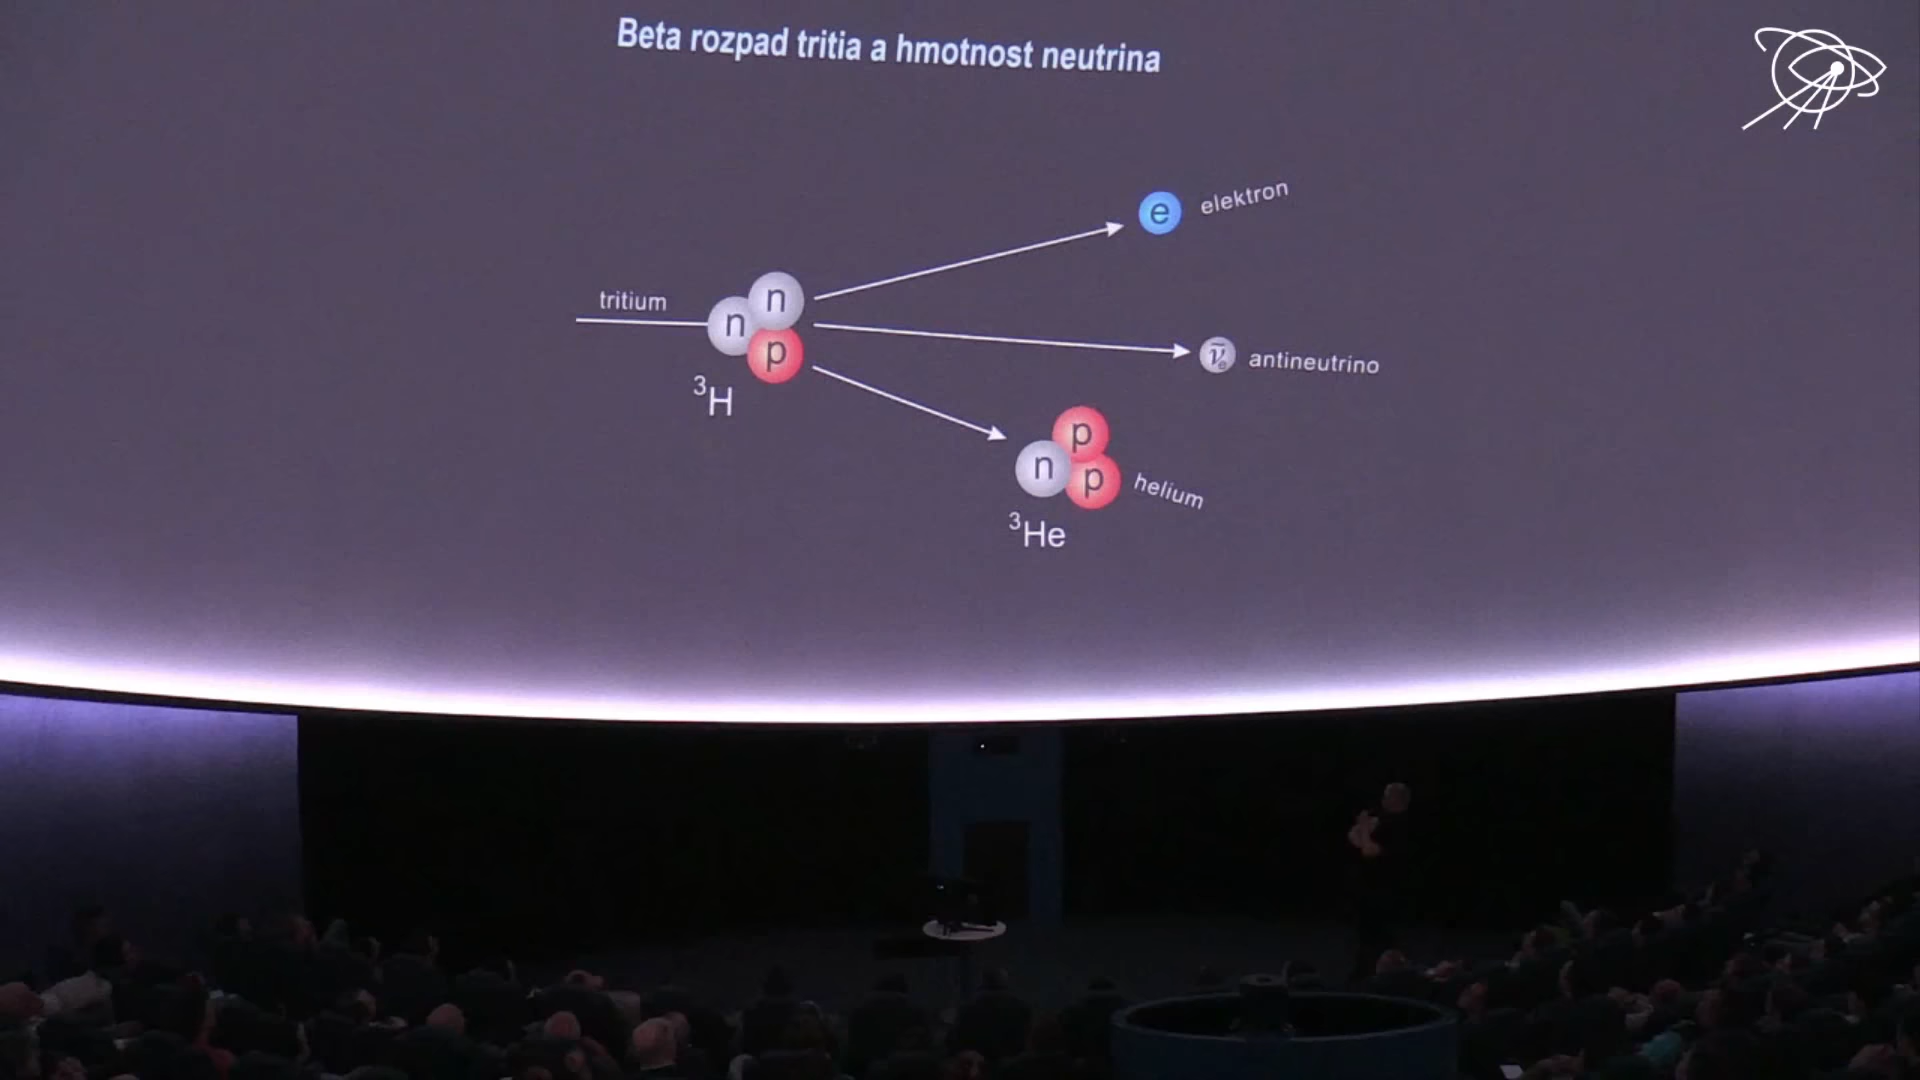 Beta rozpad tritia a hmotnost neutrina
e elektron
tritium
n
n
p
³H
ν̅ₑ antineutrino
p
n
p
helium
³He